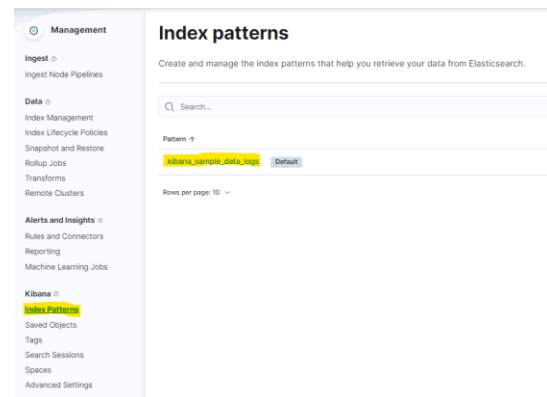 Management
Ingest
Ingest Node Pipelines
Data
Index Management
Index Lifecycle Policies
Snapshot and Restore
Rollup Jobs
Transforms
Remote Clusters
Alerts and Insights
Rules and Connectors
Reporting
Machine Learning Jobs
Kibana
Index Patterns
Saved Objects
Tags
Search Sessions
Spaces
Advanced Settings
Index patterns
Create and manage the index patterns that help you retrieve your data from Elasticsearch.
Search...
Pattern ↑
kibana_sample_data_logs Default
Rows per page: 10